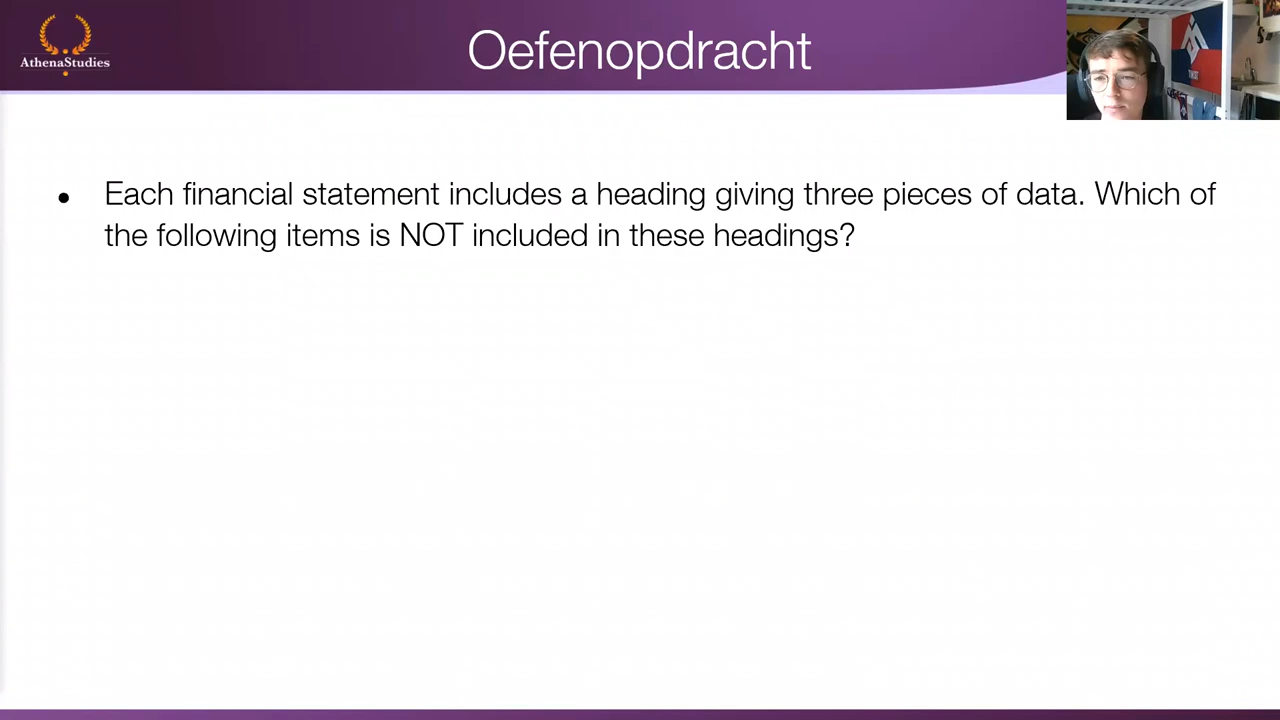 AthenaStudies
Oefenopdracht
• Each financial statement includes a heading giving three pieces of data. Which of
the following items is NOT included in these headings?